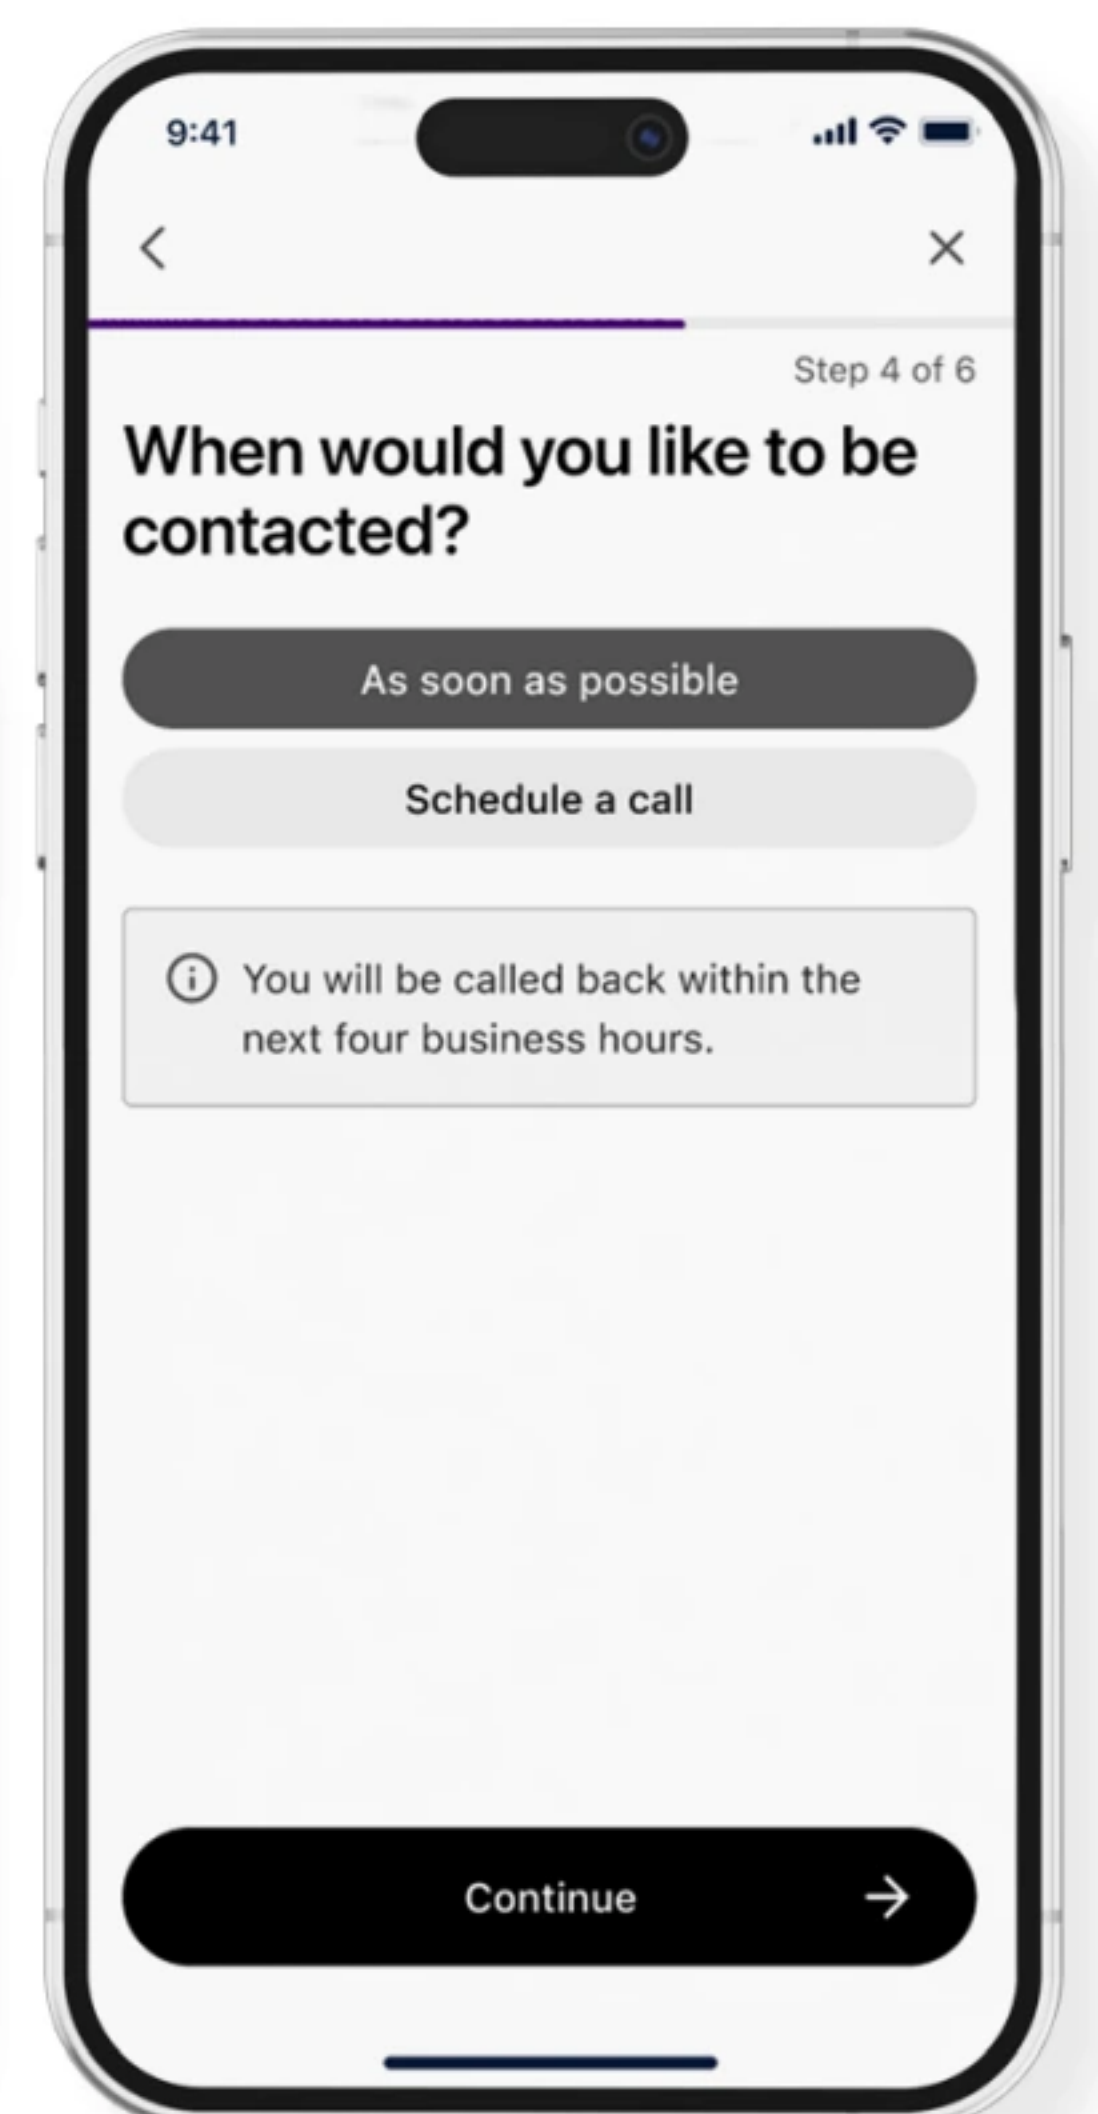 9:41
Step 4 of 6
When would you like to be
contacted?
As soon as possible
Schedule a call
You will be called back within the
next four business hours.
Continue